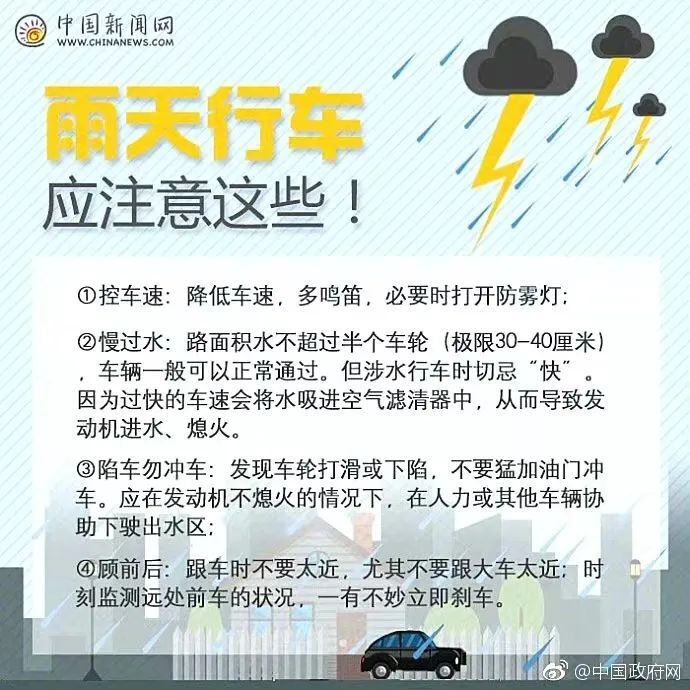 中国新闻网
WWW.CHINANEWS.COM
雨天行车
应注意这些！
①控车速：降低车速，多鸣笛，必要时打开防雾灯；
②慢过水：路面积水不超过半个车轮（极限30-40厘米）
，车辆一般可以正常通过。但涉水行车时切忌“快”。
因为过快的车速会将水吸进空气滤清器中，从而导致发
动机进水、熄火。
③陷车勿冲车：发现车轮打滑或下陷，不要猛加油门冲
车。应在发动机不熄火的情况下，在人力或其他车辆协
助下驶出水区；
④顾前后：跟车时不要太近，尤其不要跟大车太近；时
刻监测远处前车的状况，一有不妙立即刹车。
@中国政府网